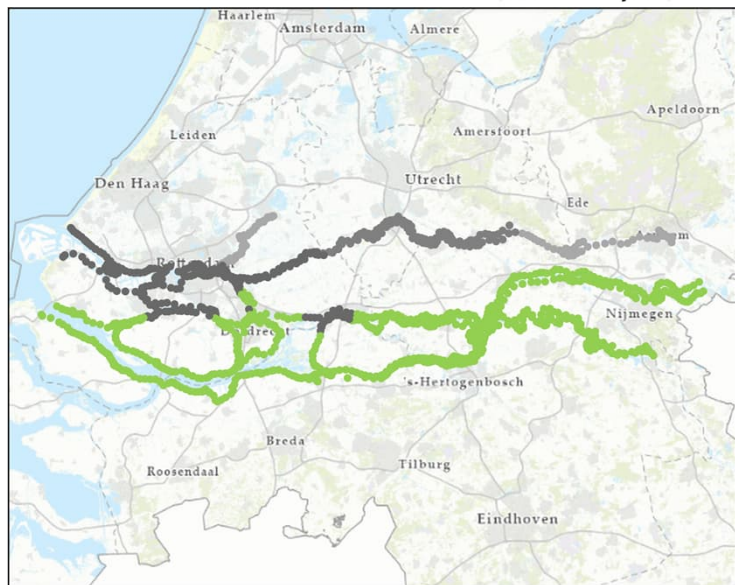 Haarlem
Amsterdam
Almere
Apeldoorn
Leiden
Amersfoort
Den Haag
Utrecht
Ede
Nijmegen
's-Hertogenbosch
Breda
Roosendaal
Tilburg
Eindhoven